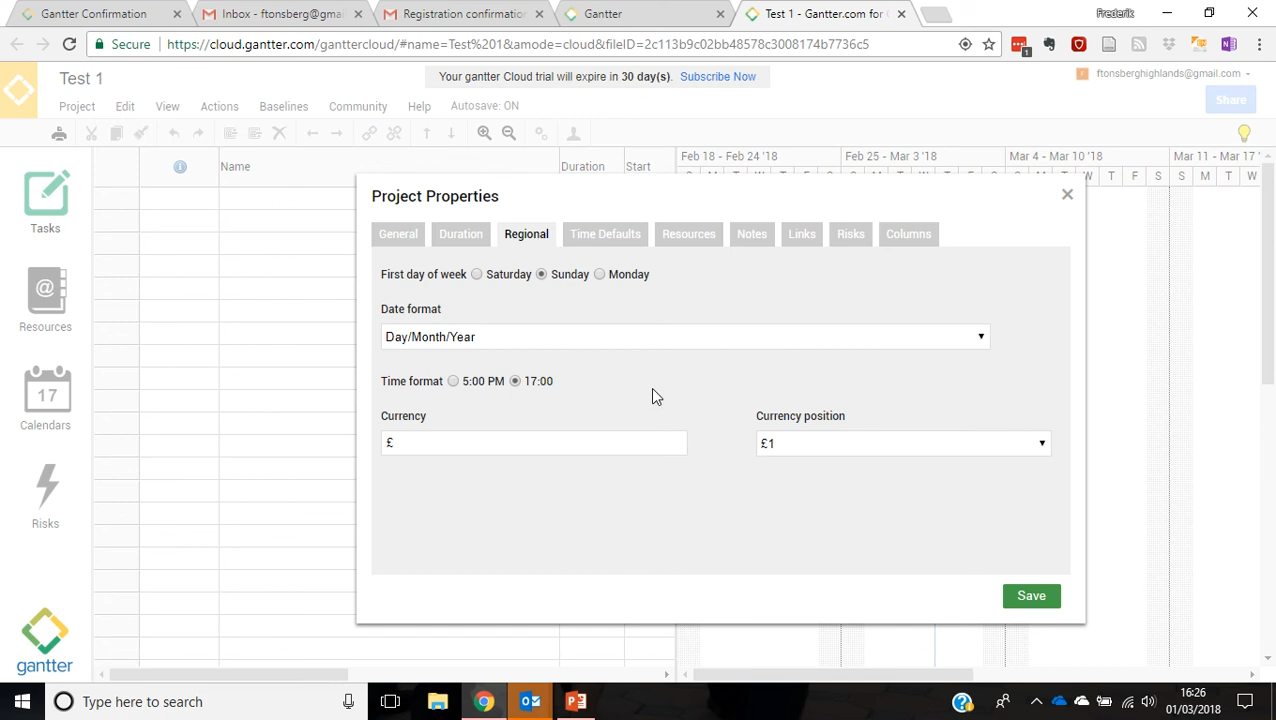 Gantter Confirmation
Inbox - ftonsberg@gmai
Registration confirmation
Gantter
Test 1 - Gantter.com for G
Frederik
Secure https://cloud.gantter.com/ganttercloud/#name=Test%201&amode=cloud&fileID=2c113b9c02bb48578c3008174b7736c5
1
Test 1
Your gantter Cloud trial will expire in 30 day(s). Subscribe Now
ftonsberghighlands@gmail.com
Project Edit View Actions Baselines Community Help Autosave: ON
Share
Name Duration Start
Feb 18 - Feb 24 '18 Feb 25 - Mar 3 '18 Mar 4 - Mar 10 '18 Mar 11 - Mar 17 '
W T F S S M T W
Tasks
@
Resources
17
Calendars
Risks
gantter
Project Properties
General Duration Regional Time Defaults Resources Notes Links Risks Columns
First day of week Saturday Sunday Monday
Date format
Day/Month/Year
Time format 5:00 PM 17:00
Currency Currency position
£ £1
Save
Type here to search
16:26
01/03/2018